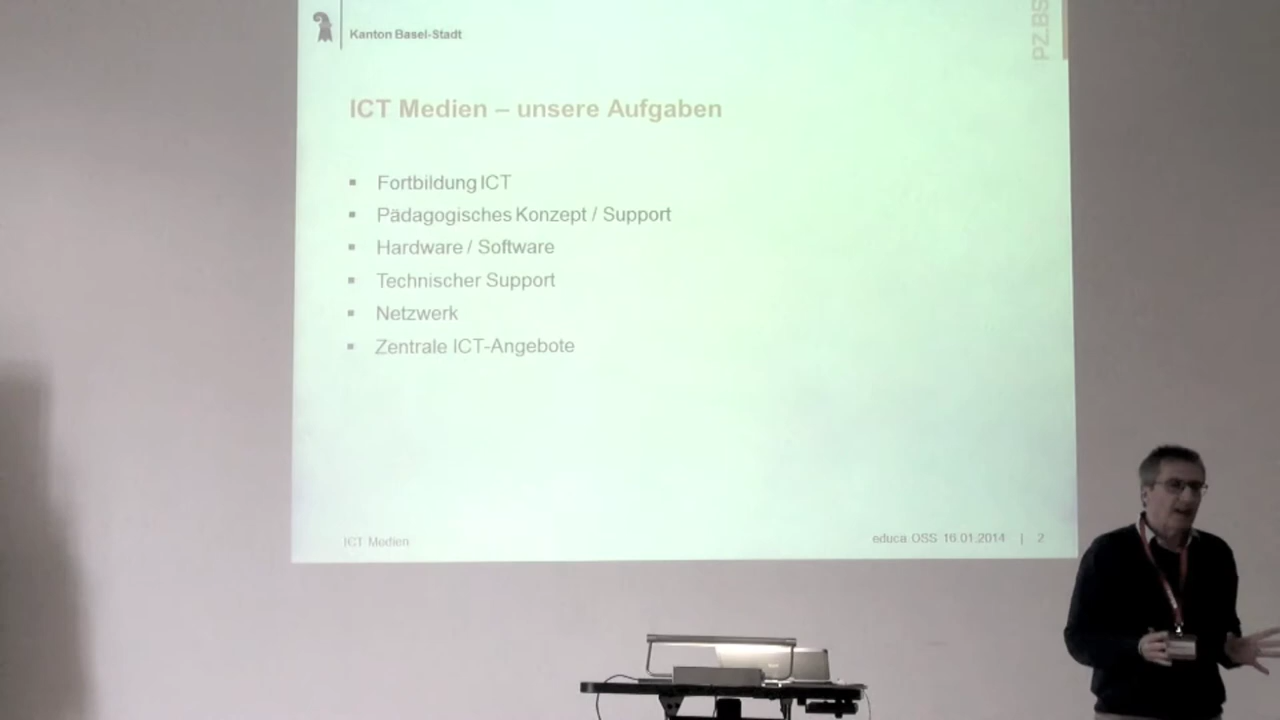 Kanton Basel-Stadt
PZ.BS
ICT Medien – unsere Aufgaben
▪ Fortbildung ICT
▪ Pädagogisches Konzept / Support
▪ Hardware / Software
▪ Technischer Support
▪ Netzwerk
▪ Zentrale ICT-Angebote
ICT Medien
educa OSS 16.01.2014 | 2